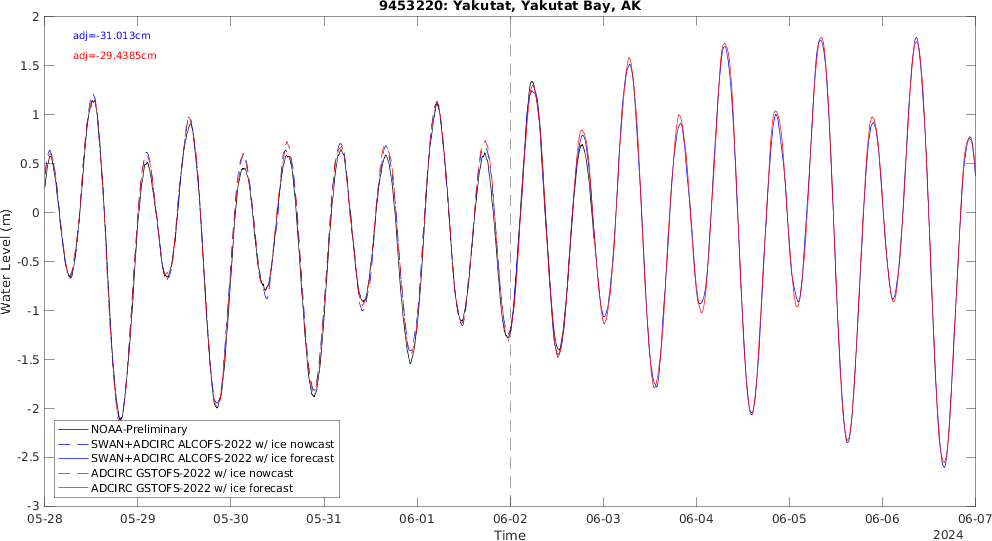 9453220: Yakutat, Yakutat Bay, AK
adj=-31.013cm
adj=-29.4385cm
Water Level (m)
2
1.5
1
0.5
0
-0.5
-1
-1.5
-2
-2.5
-3
NOAA-Preliminary
SWAN+ADCIRC ALCOFS-2022 w/ ice nowcast
SWAN+ADCIRC ALCOFS-2022 w/ ice forecast
ADCIRC GSTOFS-2022 w/ ice nowcast
ADCIRC GSTOFS-2022 w/ ice forecast
05-28 05-29 05-30 05-31 06-01 06-02 06-03 06-04 06-05 06-06 06-07
Time
2024